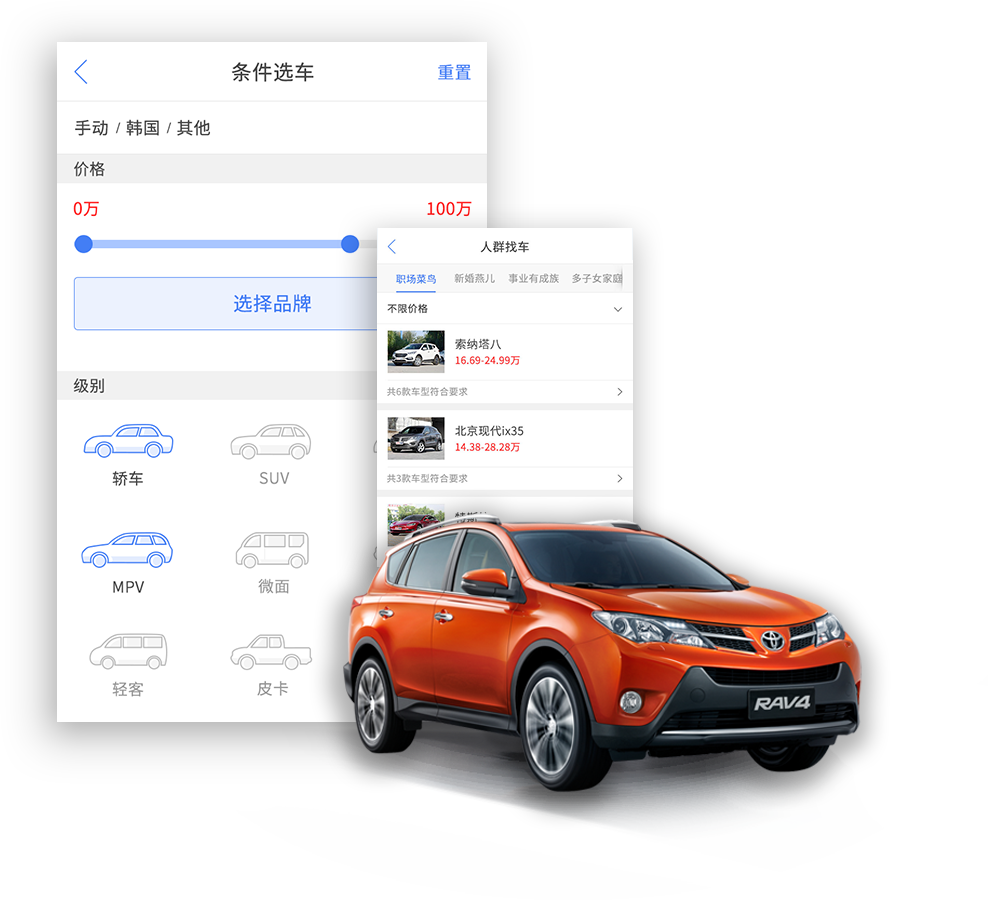 条件选车
重置
手动 / 韩国 / 其他
价格
0万
100万
选择品牌
级别
轿车
SUV
MPV
微面
轻客
皮卡
人群找车
职场菜鸟
新婚燕儿
事业有成族
多子女家庭
不限价格
索纳塔八
16.69-24.99万
共6款车型符合要求
北京现代ix35
14.38-28.28万
共3款车型符合要求
RAV4